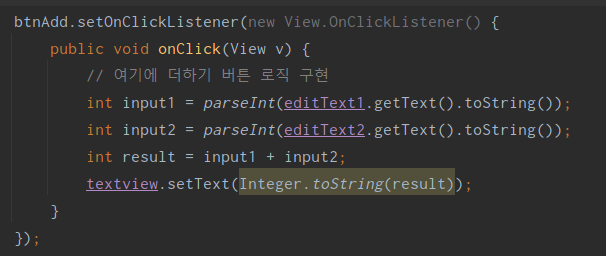 btnAdd.setOnClickListener(new View.OnClickListener() {
    public void onClick(View v) {
        // 여기에 더하기 버튼 로직 구현
        int input1 = parseInt(editText1.getText().toString());
        int input2 = parseInt(editText2.getText().toString());
        int result = input1 + input2;
        textview.setText(Integer.toString(result));
    }
});